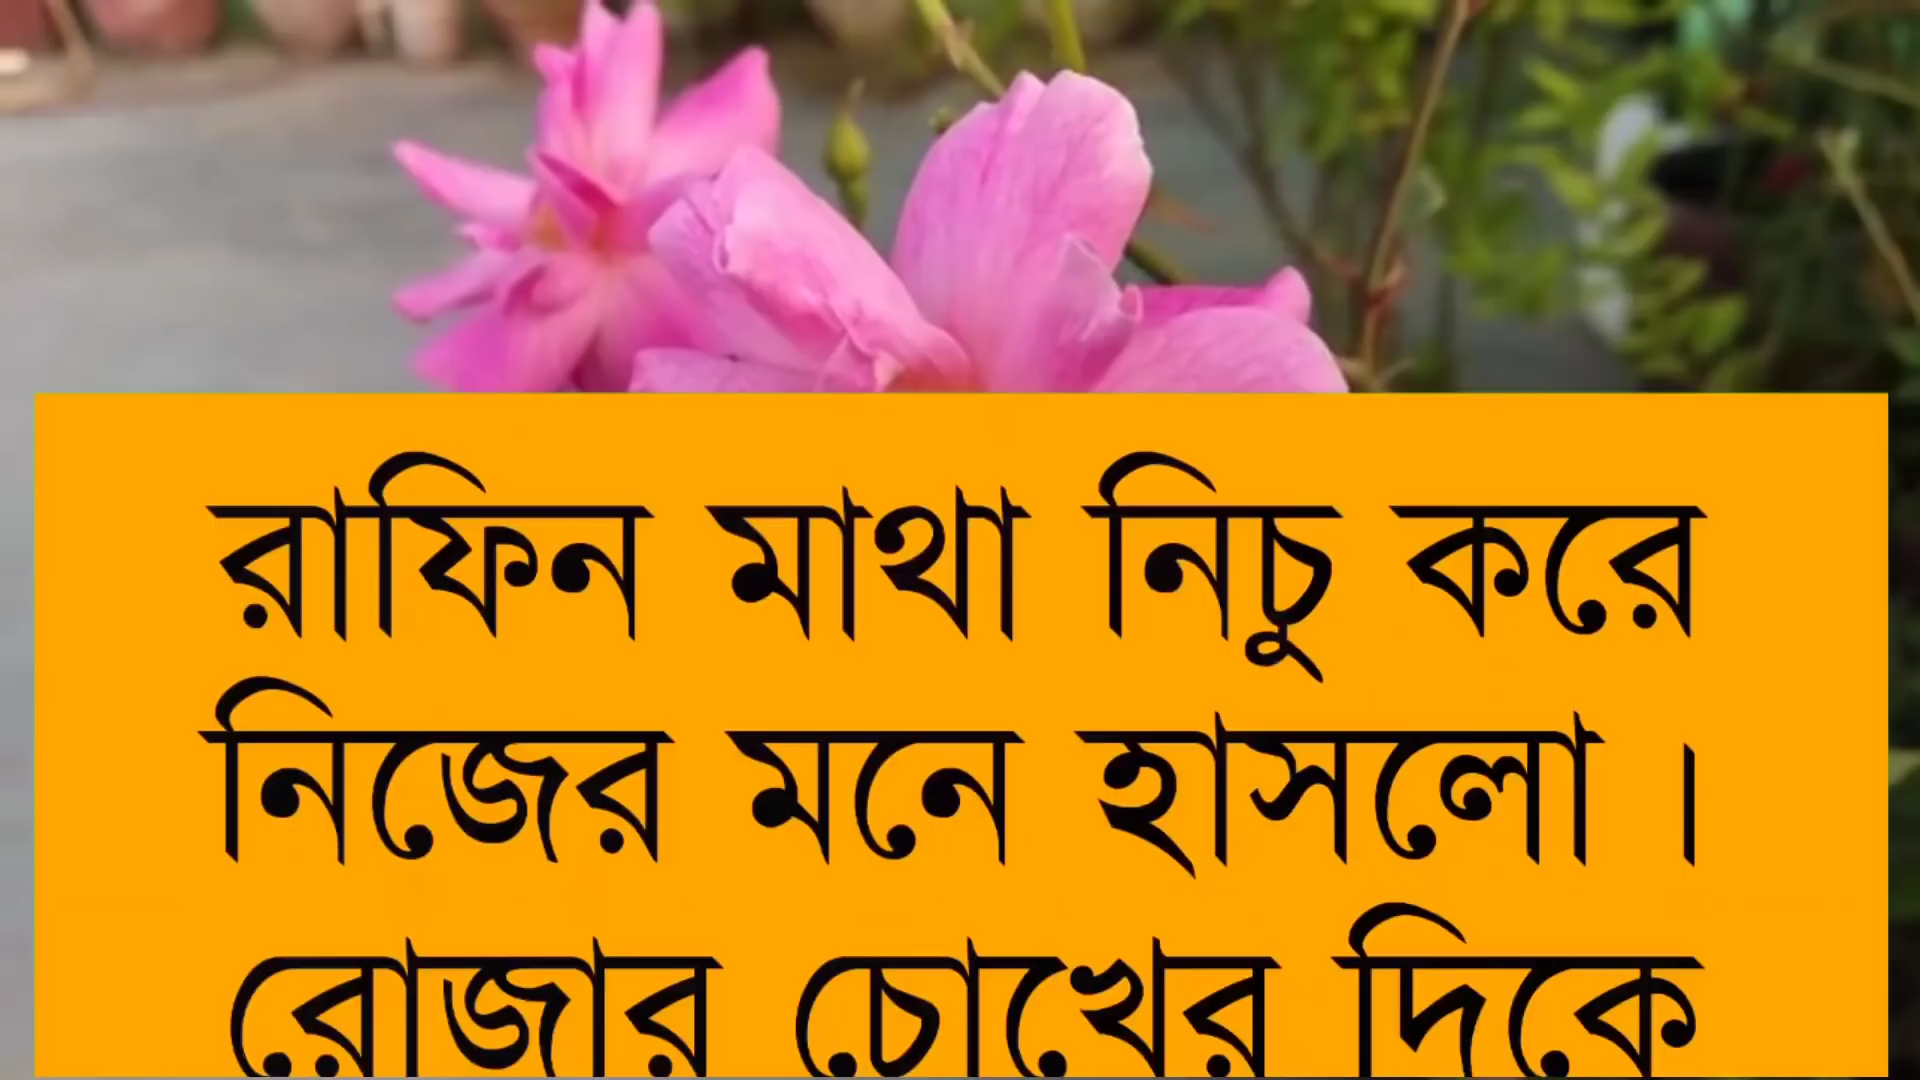 রাফিন মাথা নিচু করে
নিজের মনে হাসলো ।
রোজার চোখের দিকে